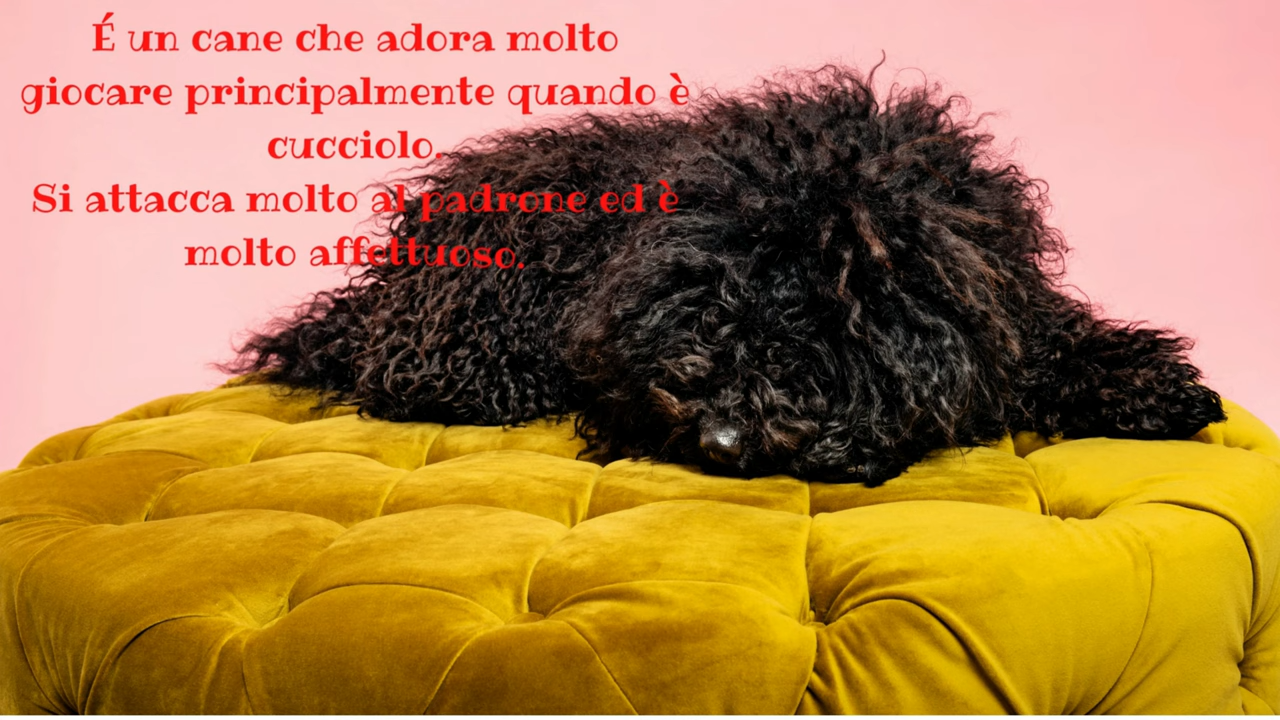 É un cane che adora molto
giocare principalmente quando è
cucciolo.
Si attacca molto al padrone ed è
molto affettuoso.